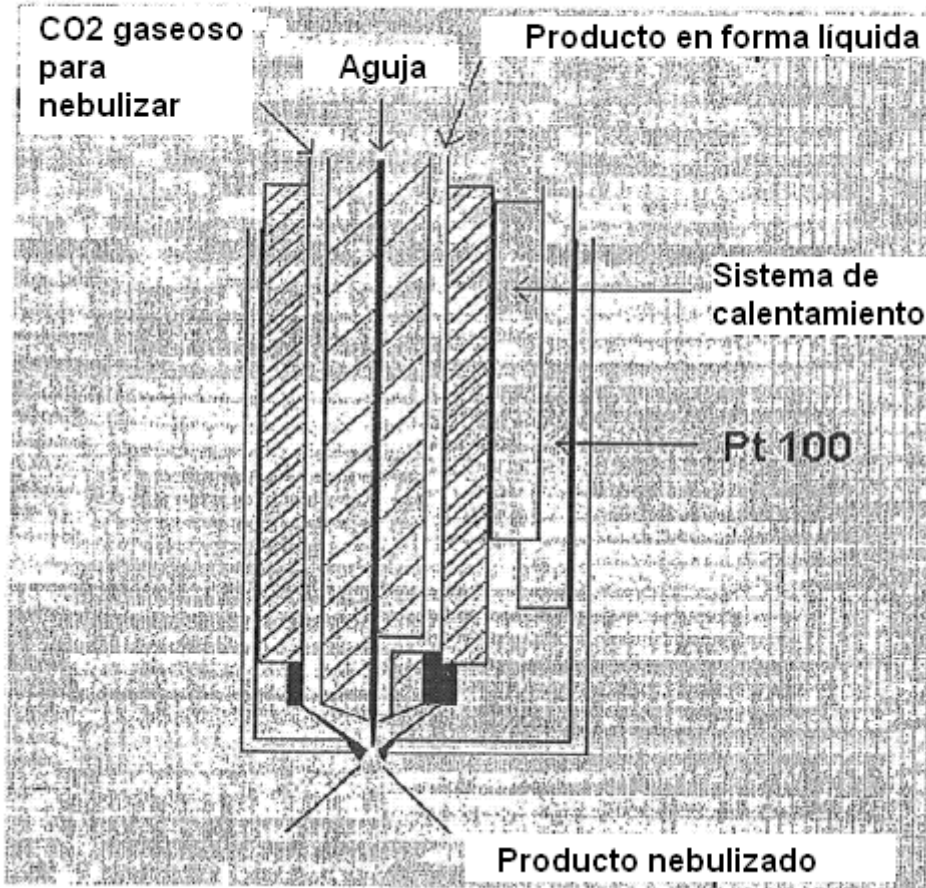 CO2 gaseoso
para
nebulizar
Aguja
Producto en forma líquida
Sistema de
calentamiento
Pt 100
Producto nebulizado